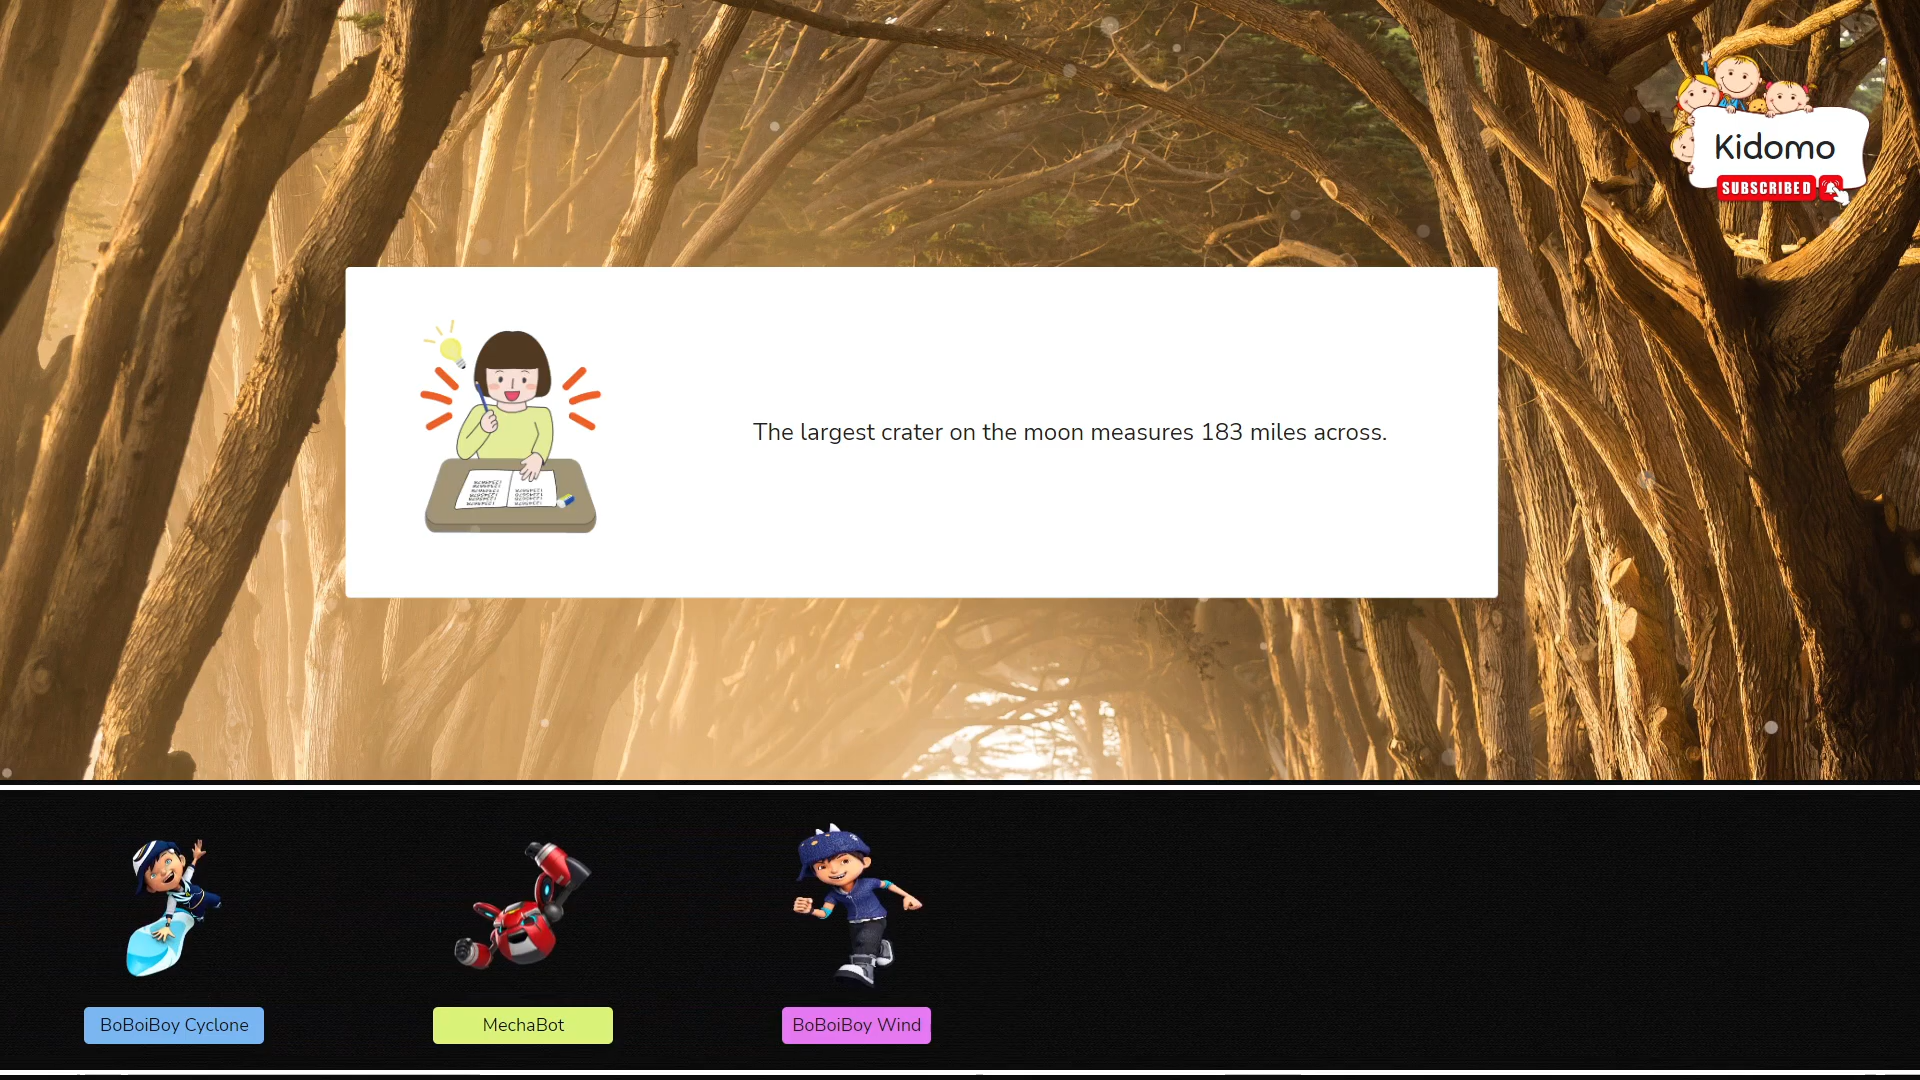 Kidomo
SUBSCRIBED
The largest crater on the moon measures 183 miles across.
BoBoiBoy Cyclone
MechaBot
BoBoiBoy Wind